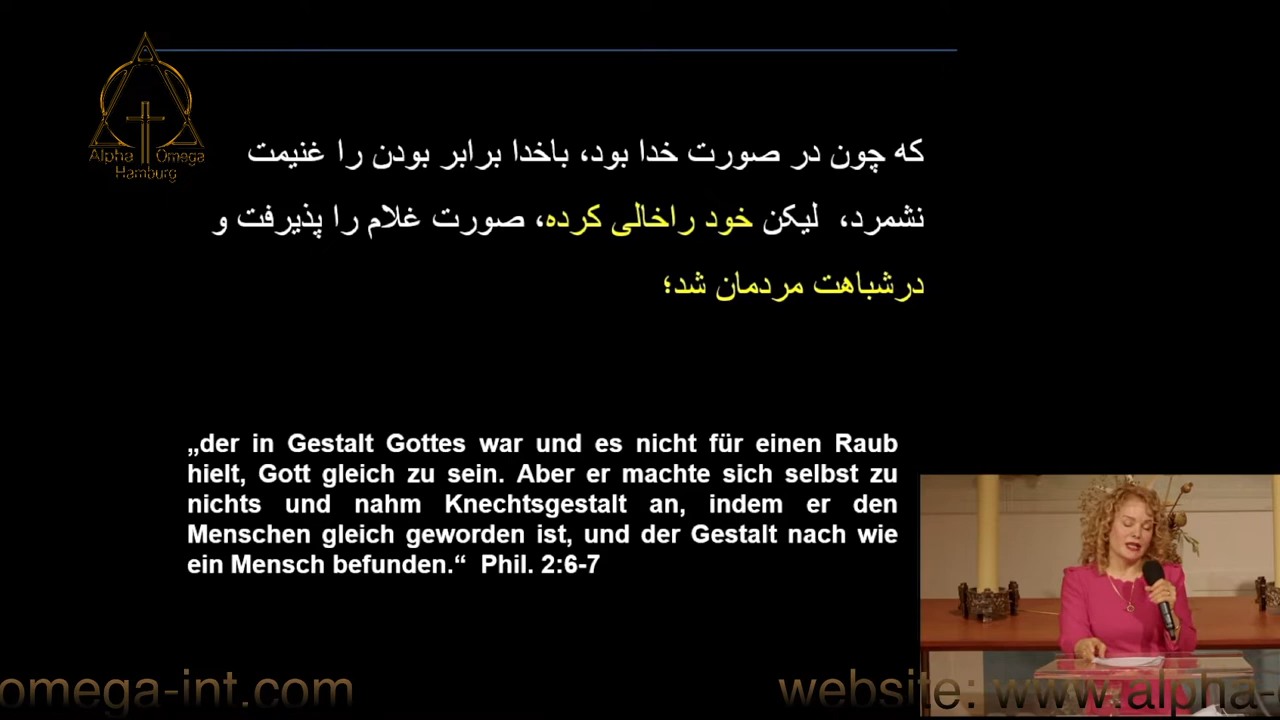 Alpha Omega
Hamburg
که چون در صورت خدا بود، باخدا برابر بودن را غنیمت
نشمرد، لیکن خود راخالی کرده، صورت غلام را پذیرفت و
درشباهت مردمان شد؛
„der in Gestalt Gottes war und es nicht für einen Raub
hielt, Gott gleich zu sein. Aber er machte sich selbst zu
nichts und nahm Knechtsgestalt an, indem er den
Menschen gleich geworden ist, und der Gestalt nach wie
ein Mensch befunden.“ Phil. 2:6-7
omega-int.com website: www.alpha-